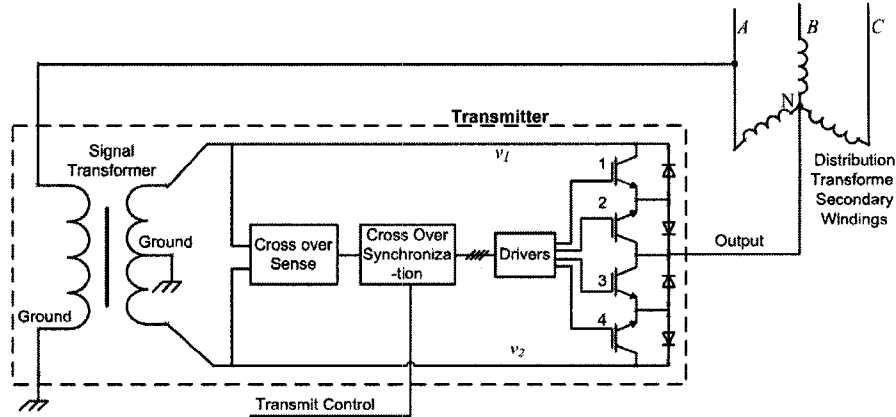 A
B
C
N
Transmitter
Signal
Transformer
v1
1
2
3
4
Distribution
Transforme
Secondary
Windings
Ground
Cross over
Sense
Cross Over
Synchroniza
-tion
Drivers
Output
Ground
v2
Transmit Control